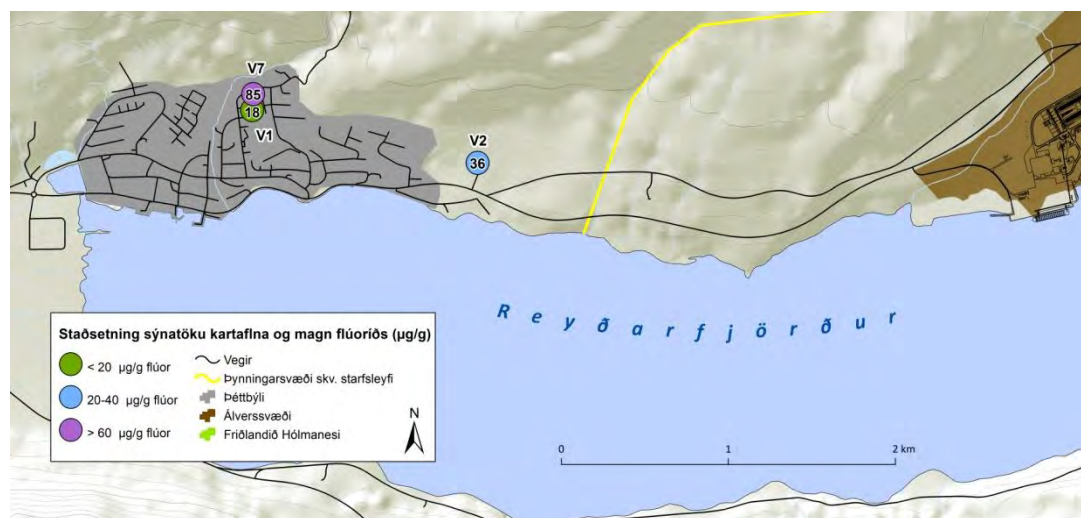 V7
85
18
V1
V2
36
Reyðarfjörður
Staðsetning sýnatöku kartaflna og magn flúoríðs (µg/g)
< 20 µg/g flúor
20-40 µg/g flúor
> 60 µg/g flúor
Vegir
Þynningarsvæði skv. starfsleyfi
Þéttbýli
Álverssvæði
Friðlandið Hólmanesi
N
0 1 2 km